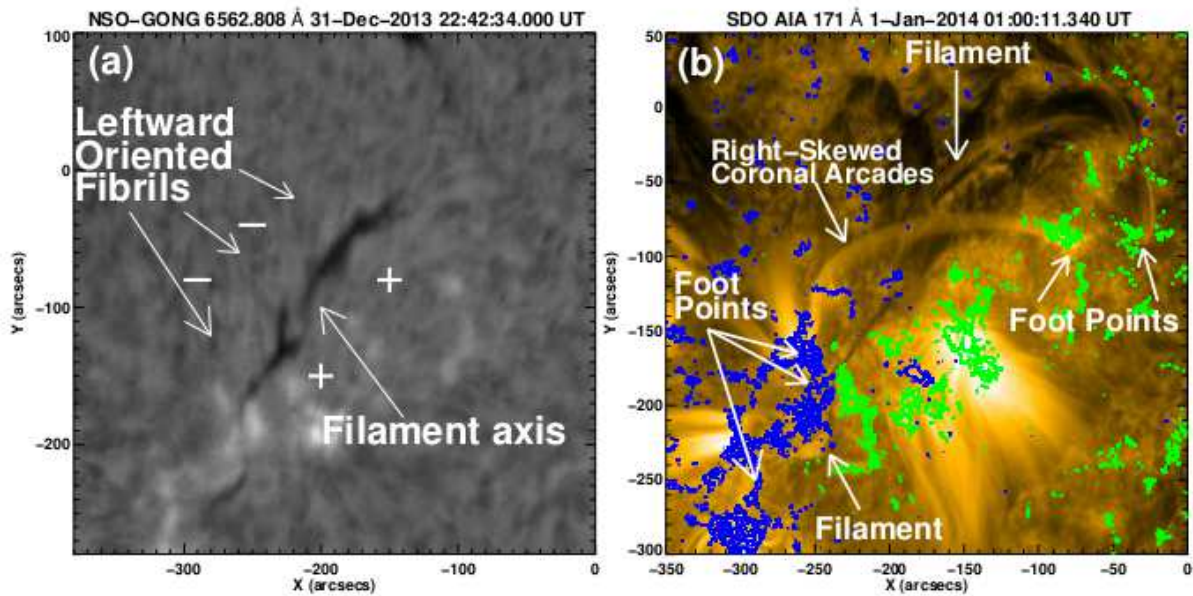 NSO−GONG 6562.808 Å 31−Dec−2013 22:42:34.000 UT
(a)
Leftward
Oriented
Fibrils
−
−
+
+
Filament axis
100
0
−100
−200
Y (arcsecs)
−300
−200
−100
0
X (arcsecs)
SDO AIA 171 Å 1−Jan−2014 01:00:11.340 UT
(b)
Filament
Right−Skewed
Coronal Arcades
Foot
Points
Foot Points
Filament
50
0
−50
−100
−150
−200
−250
−300
Y (arcsecs)
−350
−300
−250
−200
−150
−100
−50
0
X (arcsecs)